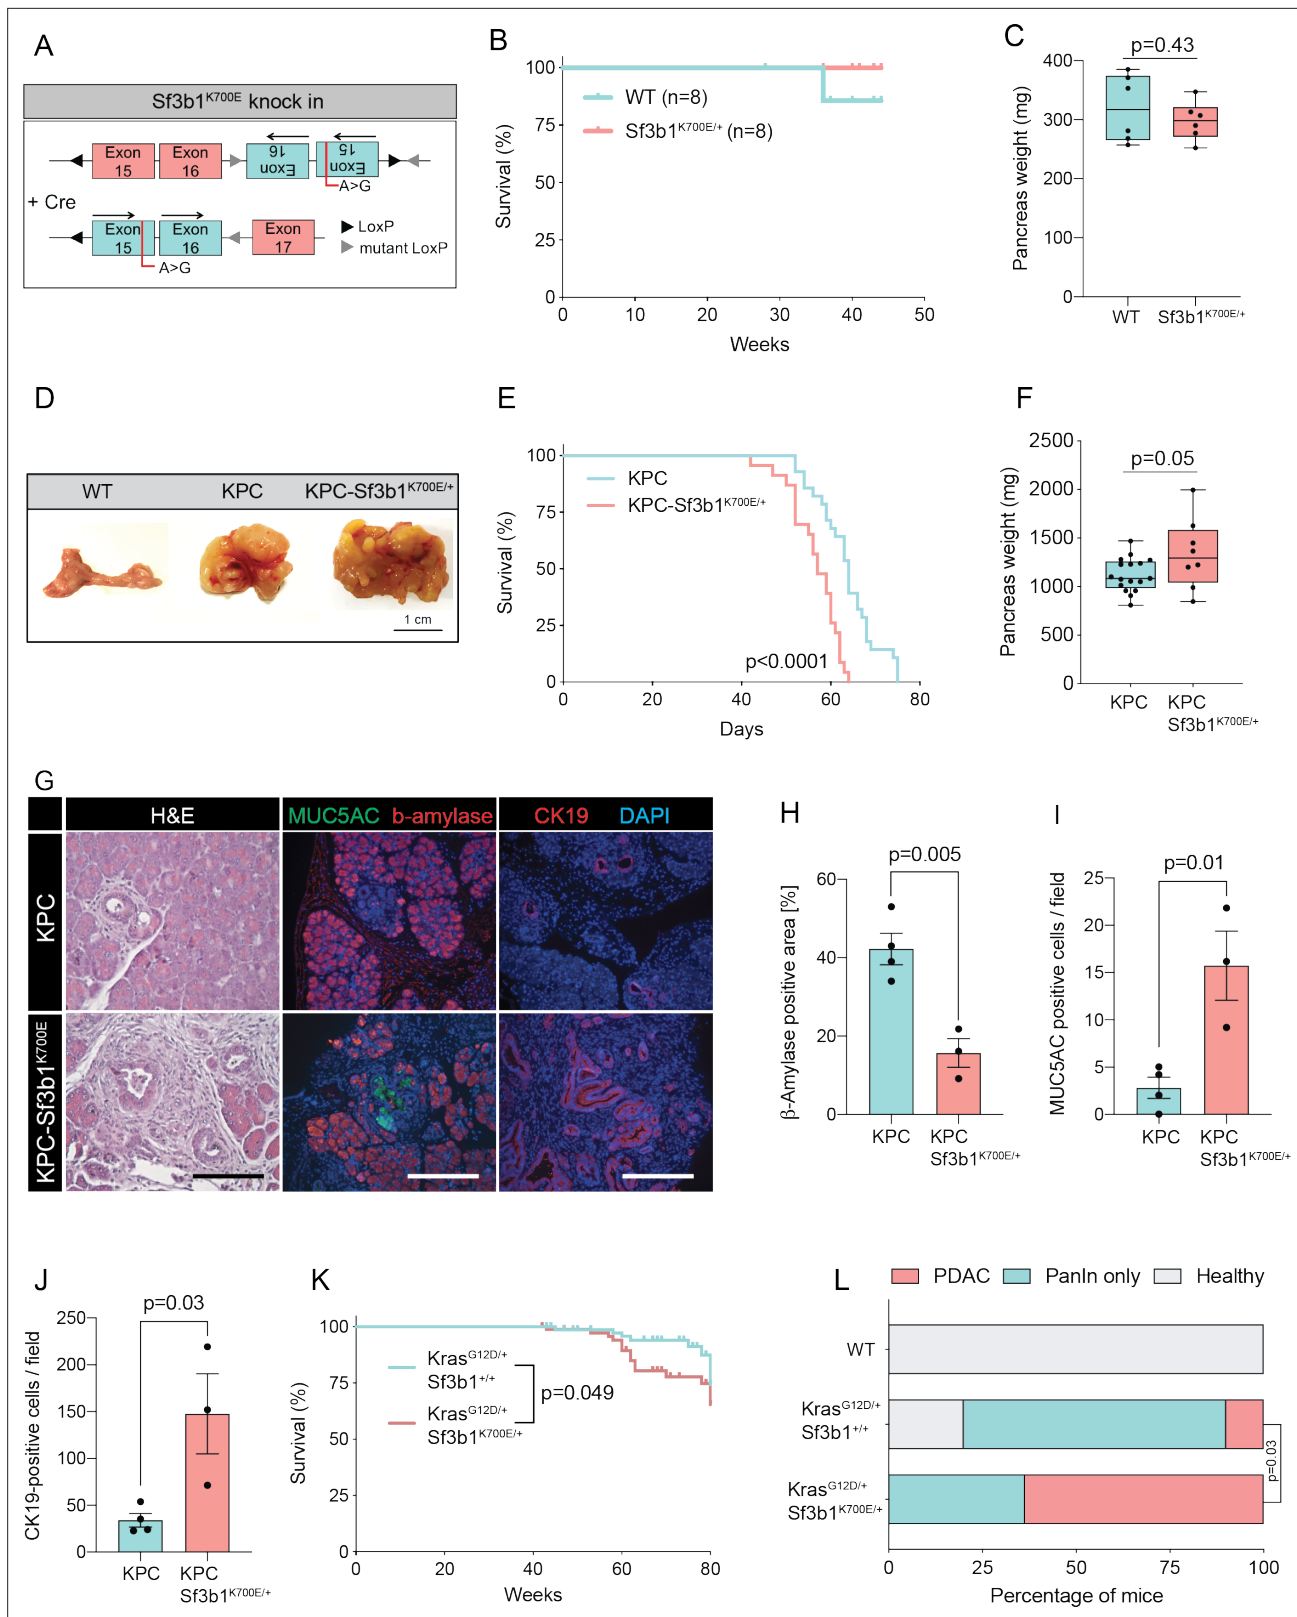 A
Sf3b1K700E knock in
Exon 15
Exon 16
Exon 16
Exon 15
A>G
+ Cre
Exon 15
Exon 16
Exon 17
A>G
LoxP
mutant LoxP
B
Survival (%)
100
75
50
25
0
WT (n=8)
Sf3b1K700E/+ (n=8)
0 10 20 30 40 50
Weeks
C
p=0.43
Pancreas weight (mg)
400
300
200
100
0
WT
Sf3b1K700E/+
D
WT KPC KPC-Sf3b1K700E/+
1 cm
E
Survival (%)
100
75
50
25
0
KPC
KPC-Sf3b1K700E/+
p<0.0001
0 20 40 60 80
Days
F
Pancreas weight (mg)
2500
2000
1500
1000
500
0
p=0.05
KPC
KPC
Sf3b1K700E/+
G
H&E
MUC5AC b-amylase
CK19 DAPI
KPC
KPC-Sf3b1K700E
H
p=0.005
β-Amylase positive area [%]
60
40
20
0
KPC
KPC
Sf3b1K700E/+
I
p=0.01
MUC5AC positive cells / field
25
20
15
10
5
0
KPC
KPC
Sf3b1K700E/+
J
p=0.03
CK19-positive cells / field
250
200
150
100
50
0
KPC
KPC
Sf3b1K700E/+
K
Survival (%)
100
75
50
25
0
KrasG12D/+
Sf3b1+/+
KrasG12D/+
Sf3b1K700E/+
p=0.049
0 20 40 60 80
Weeks
L
PDAC PanIn only Healthy
WT
KrasG12D/+
Sf3b1+/+
KrasG12D/+
Sf3b1K700E/+
p=0.03
0 25 50 75 100
Percentage of mice